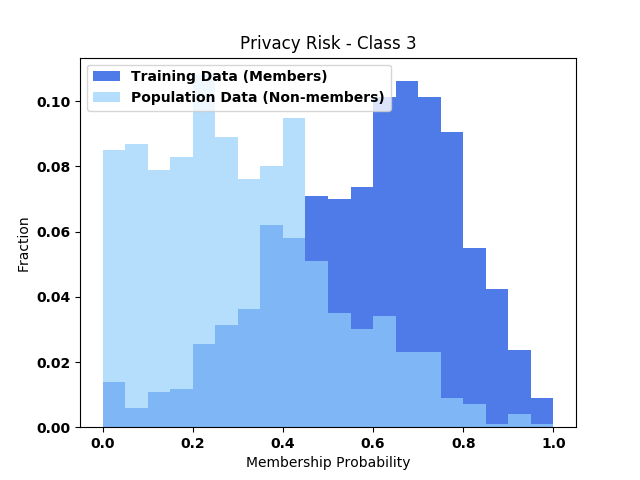 Privacy Risk - Class 3
Training Data (Members)
Population Data (Non-members)
Fraction
0.10
0.08
0.06
0.04
0.02
0.00
0.0 0.2 0.4 0.6 0.8 1.0
Membership Probability